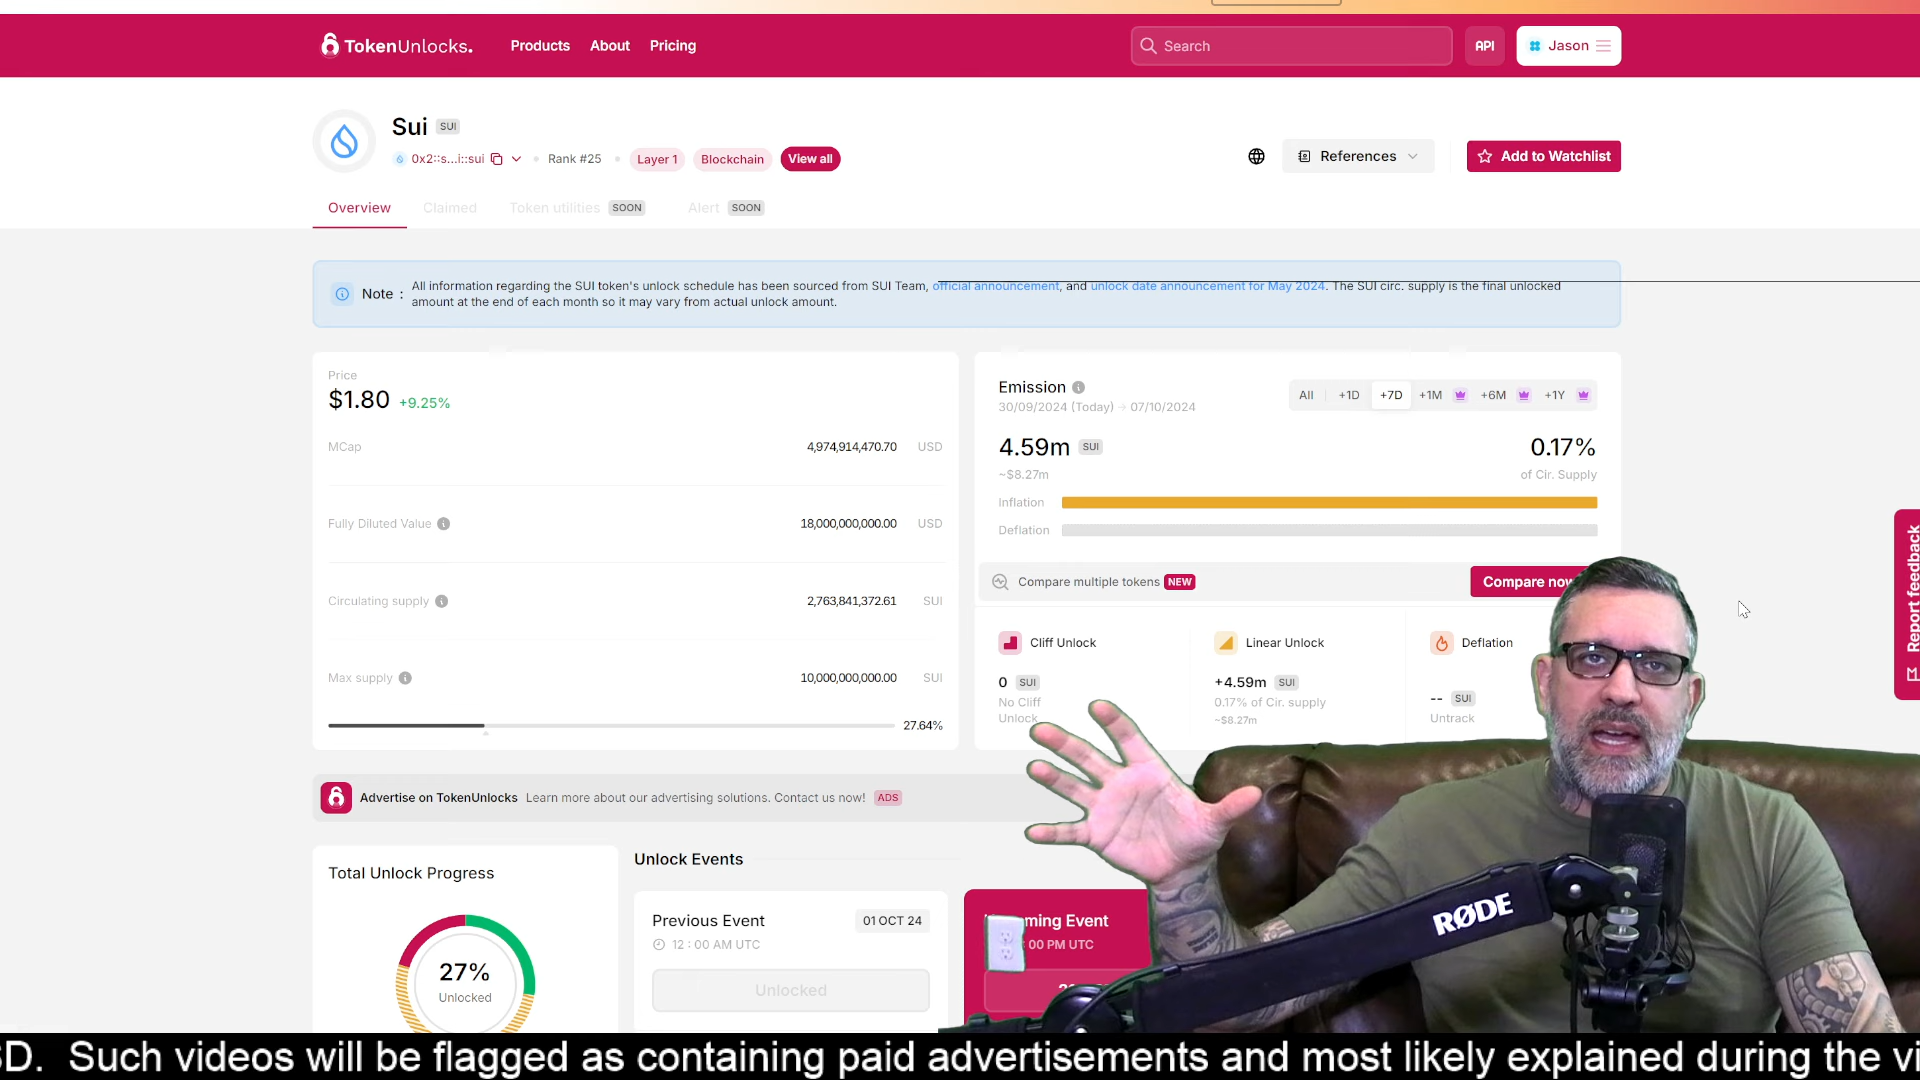 TokenUnlocks.
Products About Pricing
Search
API
Jason
Sui SUI
0x2::s...i::sui
Rank #25
Layer 1
Blockchain
View all
References
Add to Watchlist
Overview
Claimed
Token utilities SOON
Alert SOON
Note : All information regarding the SUI token's unlock schedule has been sourced from SUI Team, official announcement, and unlock date announcement for May 2024. The SUI circ. supply is the final unlocked
amount at the end of each month so it may vary from actual unlock amount.
Price
$1.80 +9.25%
MCap 4,974,914,470.70 USD
Fully Diluted Value 18,000,000,000.00 USD
Circulating supply 2,763,841,372.61 SUI
Max supply 10,000,000,000.00 SUI
27.64%
Emission
All +1D +7D +1M +6M +1Y
30/09/2024 (Today) → 07/10/2024
4.59m SUI 0.17%
~$8.27m of Cir. Supply
Inflation
Deflation
Compare multiple tokens NEW
Compare now
Cliff Unlock
0 SUI
No Cliff
Unlock
Linear Unlock
+4.59m SUI
0.17% of Cir. supply
~$8.27m
Deflation
-- SUI
Untrack
Report feedback
Advertise on TokenUnlocks Learn more about our advertising solutions. Contact us now! ADS
Total Unlock Progress
27%
Unlocked
Unlock Events
Previous Event 01 OCT 24
12 : 00 AM UTC
Unlocked
ming Event
00 PM UTC
RØDE
SD. Such videos will be flagged as containing paid advertisements and most likely explained during the vi